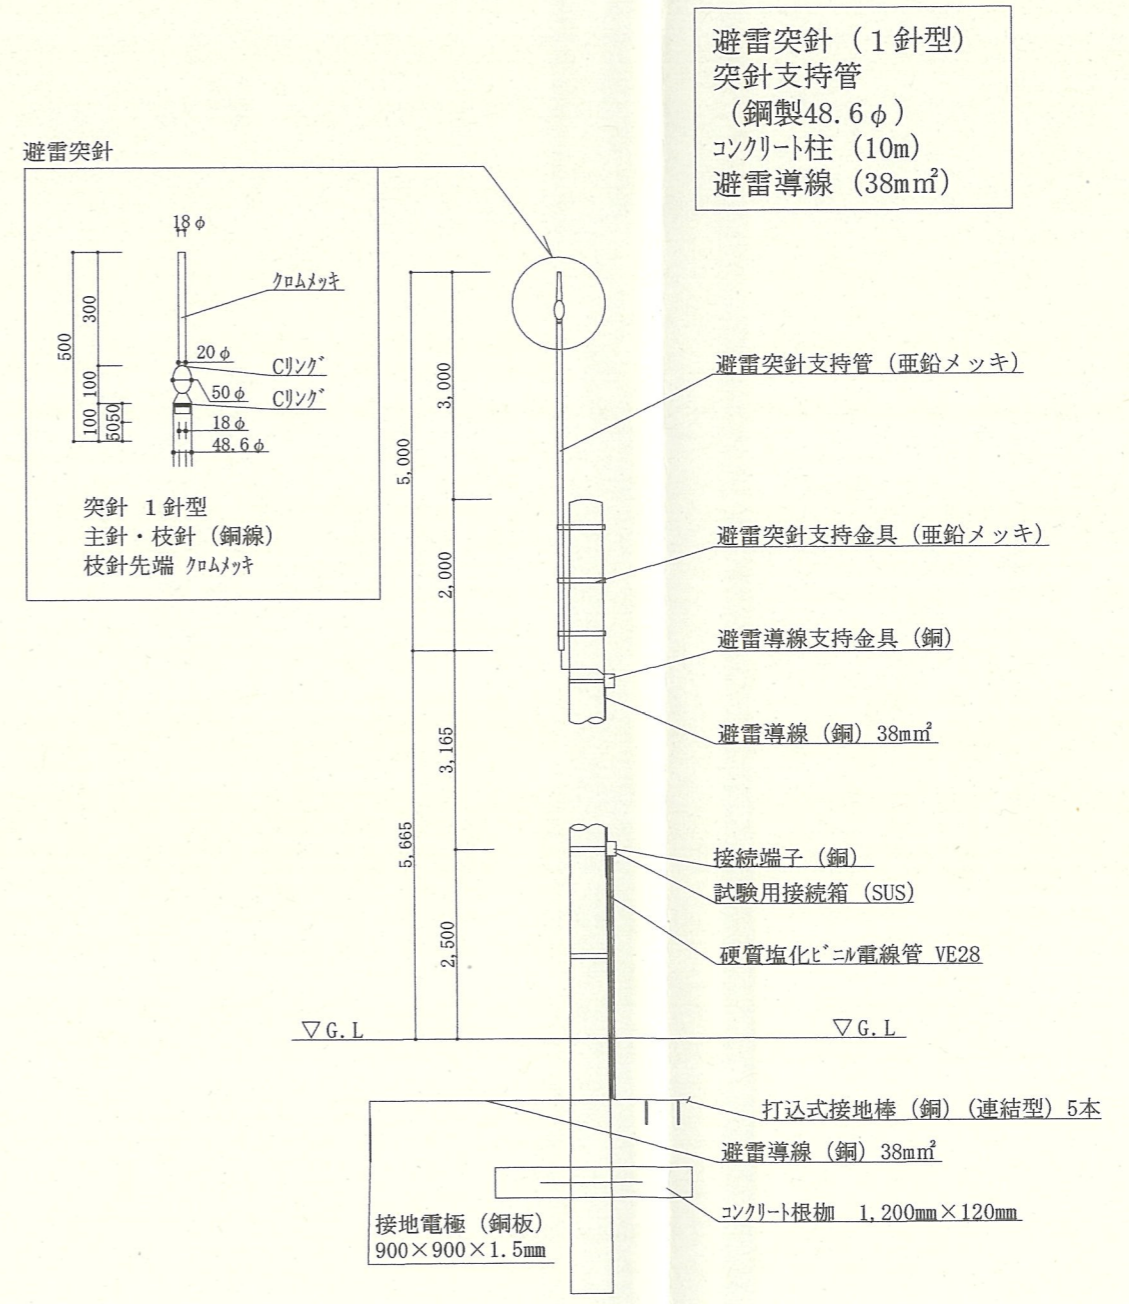 避雷突針（１針型）
突針支持管
（鋼製48.6φ）
ｺﾝｸﾘｰﾄ柱（10m）
避雷導線（38mm²）
避雷突針
18φ
ｸﾛﾑﾒｯｷ
300
500
20φ
Cﾘﾝｸﾞ
100
50φ
Cﾘﾝｸﾞ
100
50
50
18φ
48.6φ
突針 １針型
主針・枝針（銅線）
枝針先端 ｸﾛﾑﾒｯｷ
避雷突針支持管（亜鉛メッキ）
3,000
5,000
避雷突針支持金具（亜鉛メッキ）
2,000
避雷導線支持金具（銅）
避雷導線（銅）38mm²
3,165
5,665
接続端子（銅）
試験用接続箱（SUS）
2,500
硬質塩化ﾋﾞﾆﾙ電線管 VE28
▽G.L
▽G.L
打込式接地棒（銅）（連結型）5本
避雷導線（銅）38mm²
ｺﾝｸﾘｰﾄ根枷 1,200mm×120mm
接地電極（銅板）
900×900×1.5mm